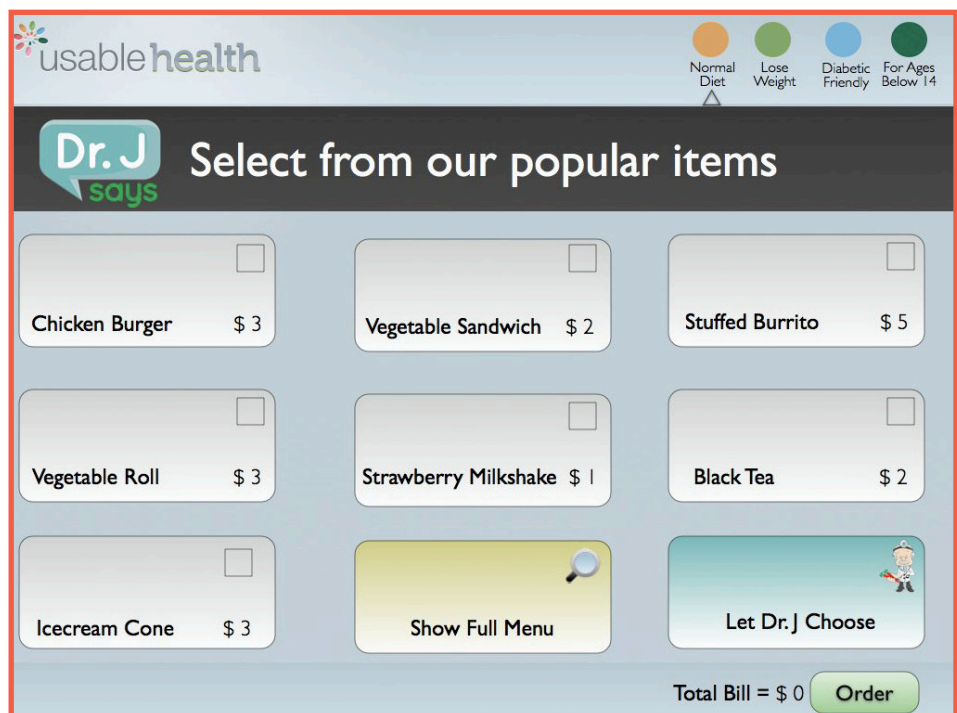 usable health
Normal Diet
Lose Weight
Diabetic Friendly
For Ages Below 14
Dr. J says
Select from our popular items
Chicken Burger $ 3
Vegetable Sandwich $ 2
Stuffed Burrito $ 5
Vegetable Roll $ 3
Strawberry Milkshake $ 1
Black Tea $ 2
Icecream Cone $ 3
Show Full Menu
Let Dr. J Choose
Total Bill = $ 0 Order